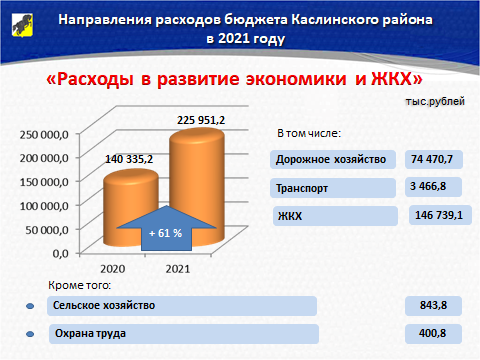 Направления расходов бюджета Каслинского района
в 2021 году
«Расходы в развитие экономики и ЖКХ»
тыс.рублей
225 951,2
250 000,0
В том числе:
140 335,2
200 000,0
Дорожное хозяйство 74 470,7
150 000,0
Транспорт 3 466,8
100 000,0
ЖКХ 146 739,1
50 000,0
+ 61 %
0,0
2020 2021
Кроме того:
Сельское хозяйство 843,8
Охрана труда 400,8